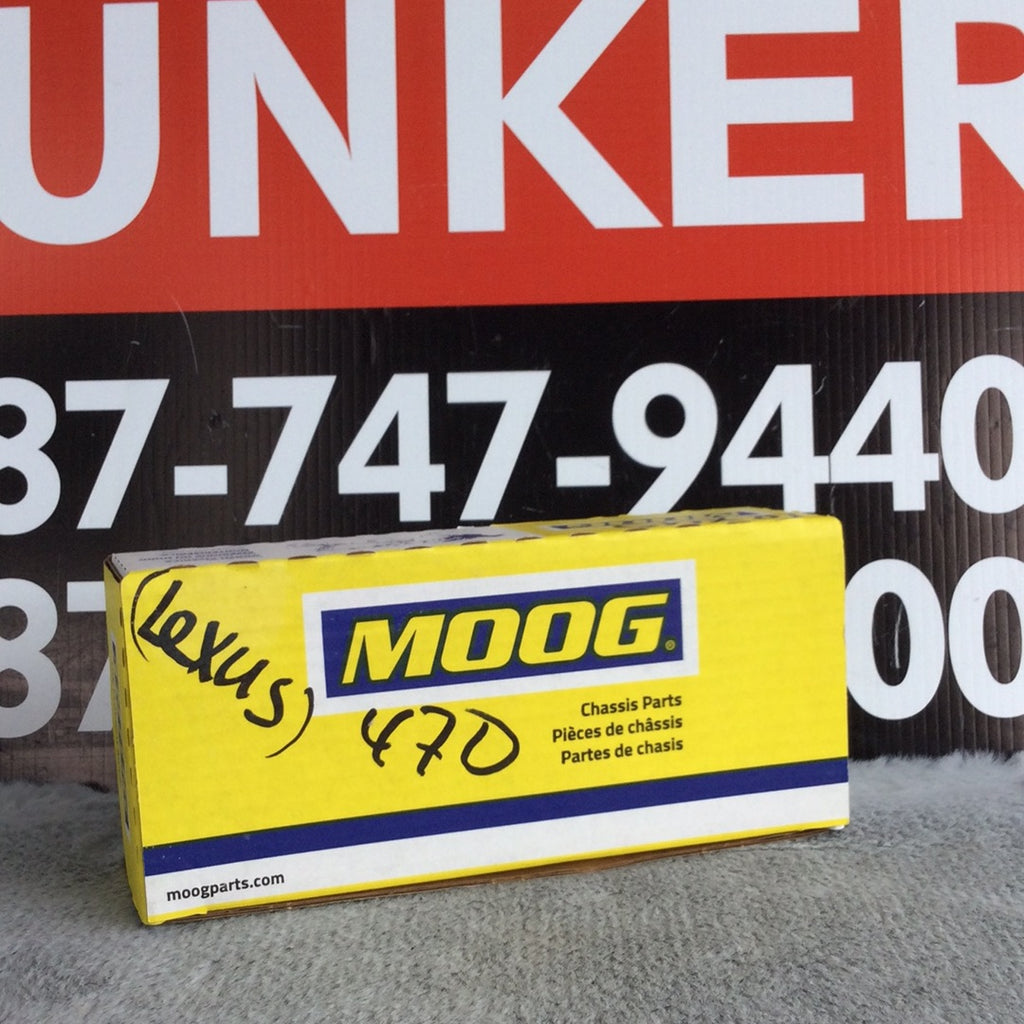 UNKER
87-747-9440
87
00
(Lexus)
470
MOOG®
Chassis Parts
Pièces de châssis
Partes de chasis
moogparts.com